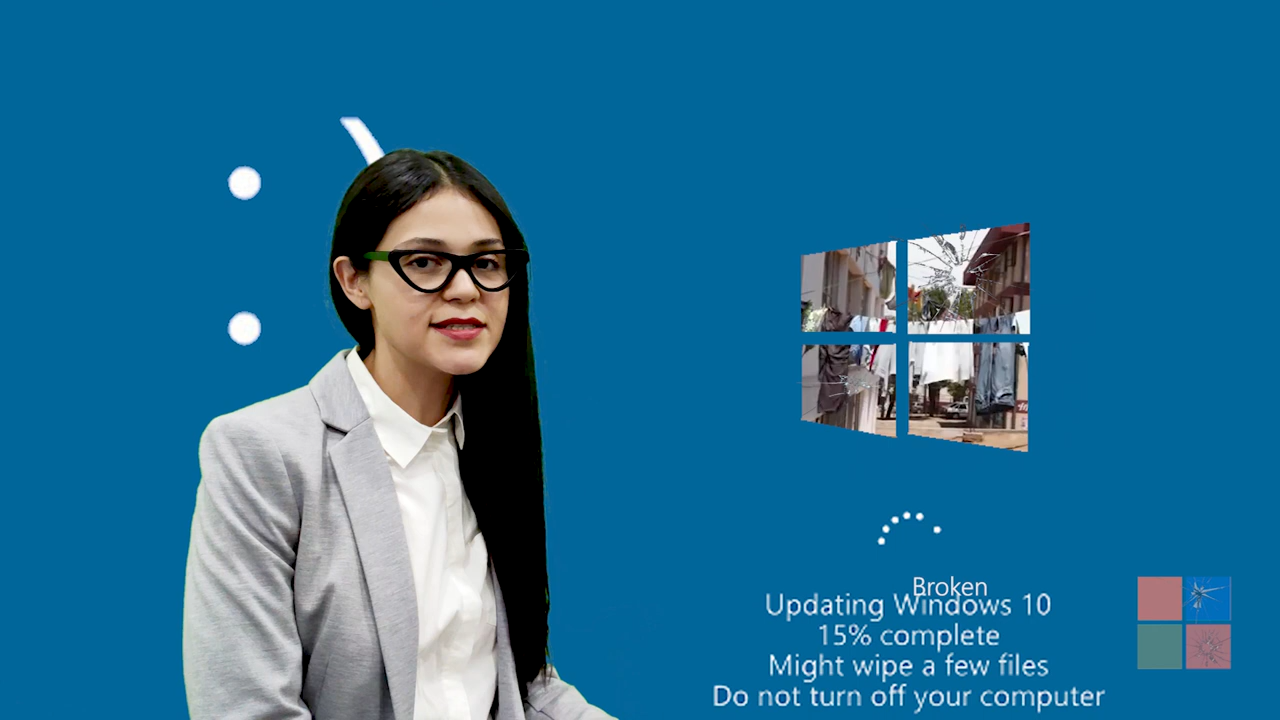 Broken
Updating Windows 10
15% complete
Might wipe a few files
Do not turn off your computer